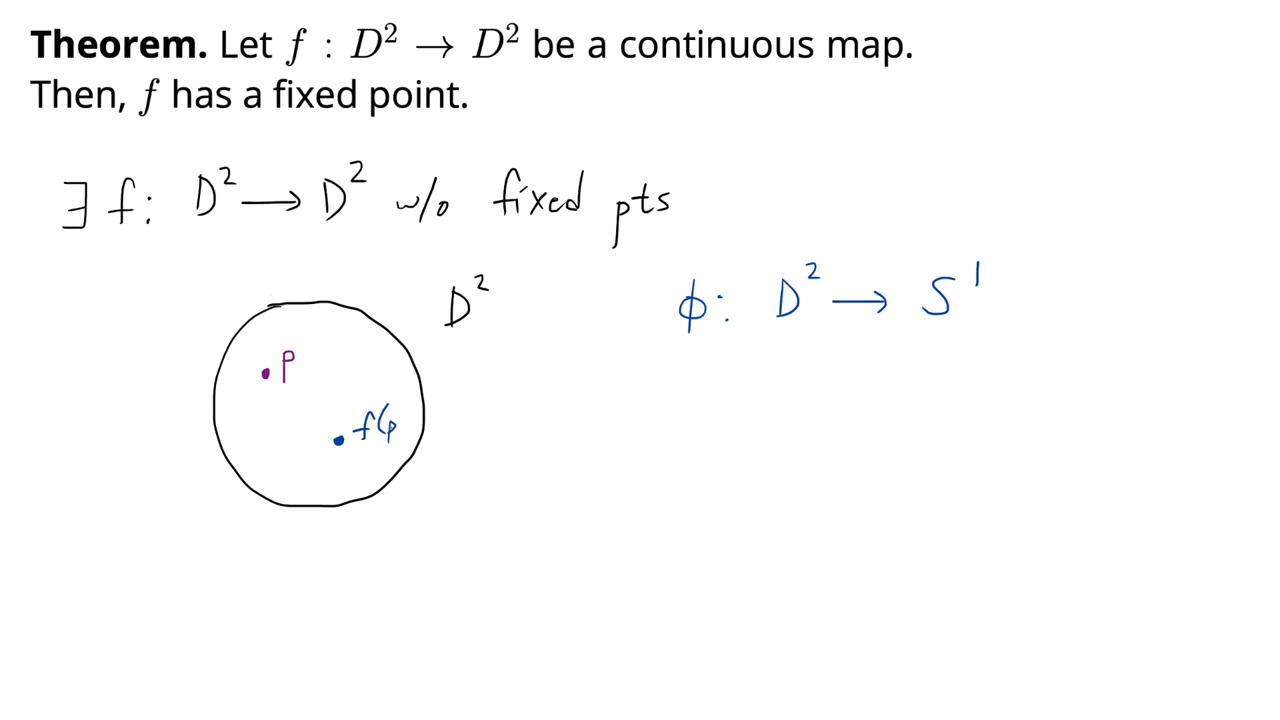 Theorem. Let f : D² → D² be a continuous map.
Then, f has a fixed point.
∃ f: D² → D² w/o fixed pts
D²
ϕ: D² → S¹
p
f(p